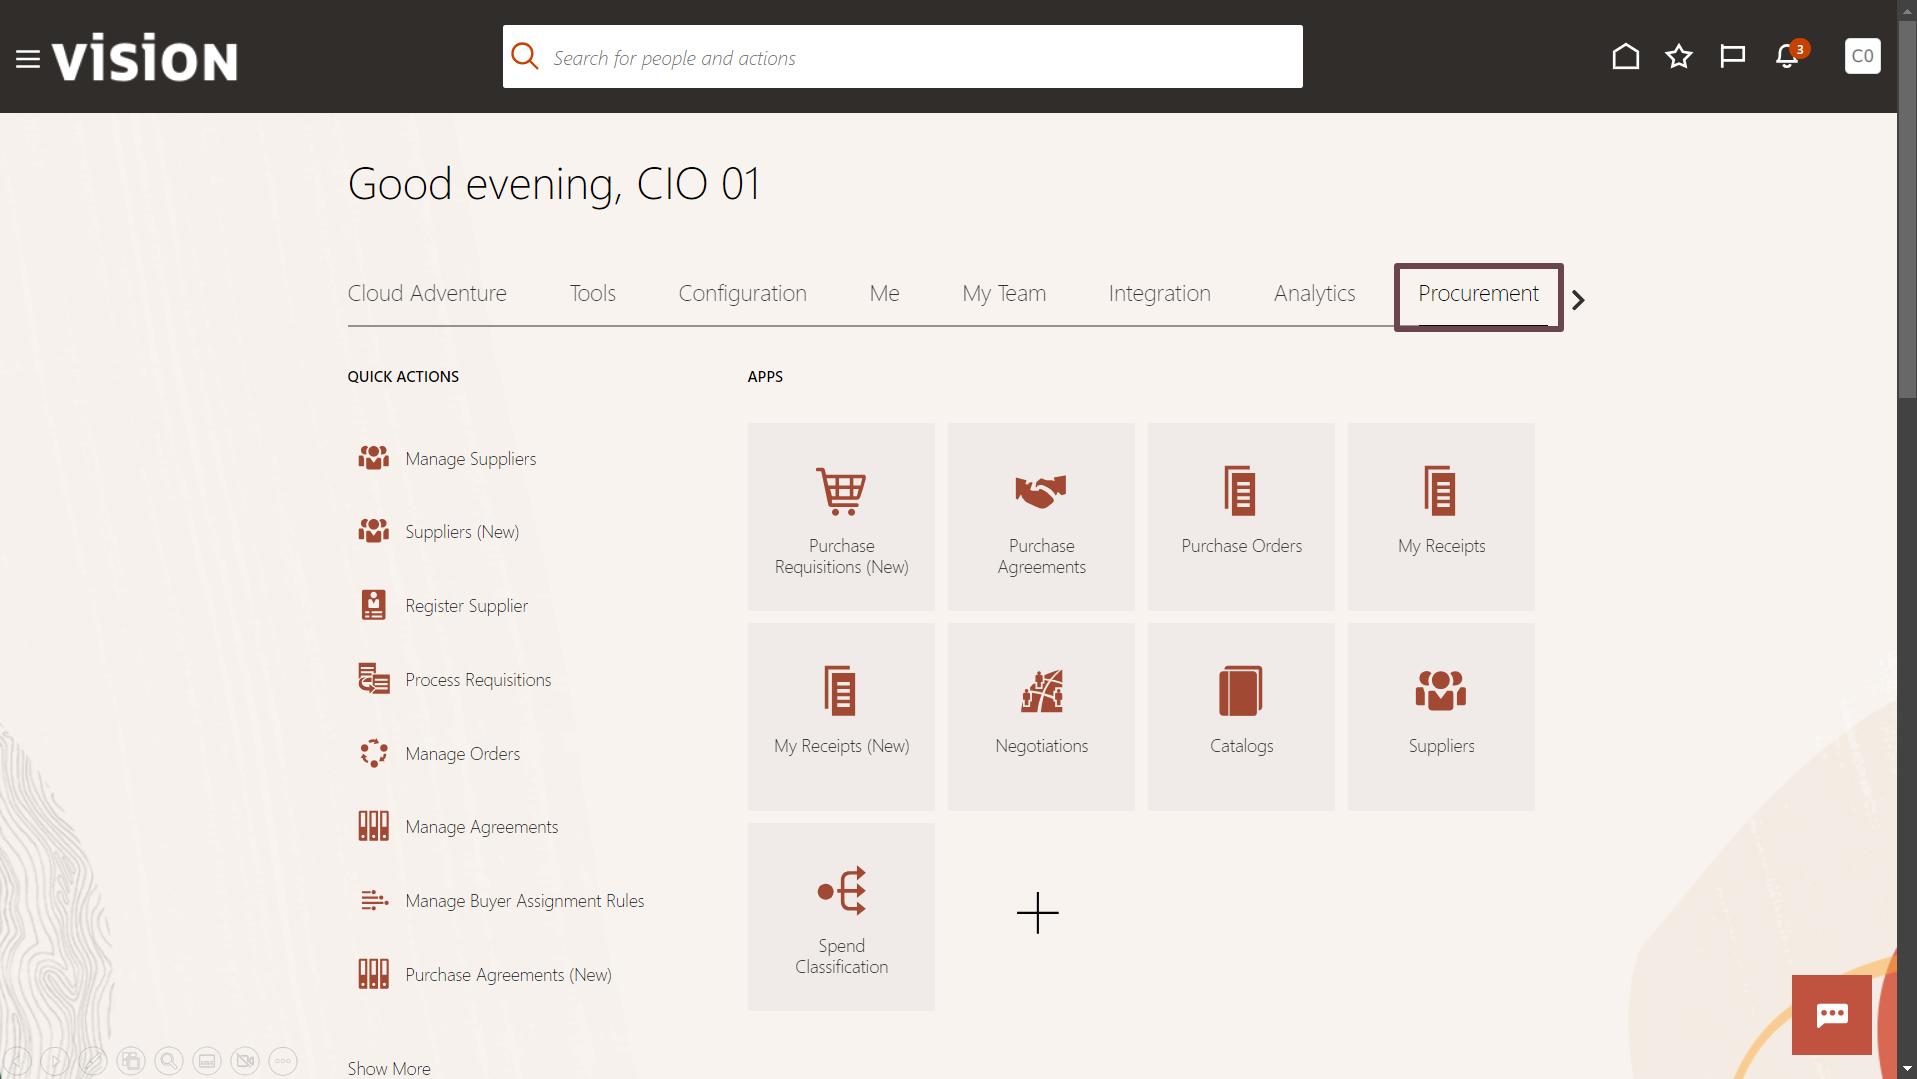 vision
Search for people and actions
3
C0
Good evening, CIO 01
Cloud Adventure
Tools
Configuration
Me
My Team
Integration
Analytics
Procurement
QUICK ACTIONS
Manage Suppliers
Suppliers (New)
Register Supplier
Process Requisitions
Manage Orders
Manage Agreements
Manage Buyer Assignment Rules
Purchase Agreements (New)
Show More
APPS
Purchase
Requisitions (New)
Purchase
Agreements
Purchase Orders
My Receipts
My Receipts (New)
Negotiations
Catalogs
Suppliers
Spend
Classification